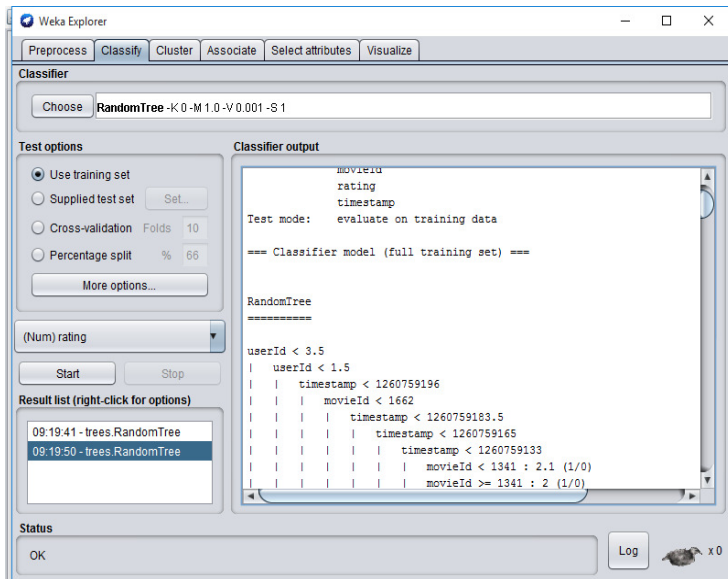 Weka Explorer
Preprocess Classify Cluster Associate Select attributes Visualize
Classifier
Choose RandomTree -K 0 -M 1.0 -V 0.001 -S 1
Test options
Use training set
Supplied test set Set...
Cross-validation Folds 10
Percentage split % 66
More options...
(Num) rating
Start Stop
Result list (right-click for options)
09:19:41 - trees.RandomTree
09:19:50 - trees.RandomTree
Classifier output
movieId
rating
timestamp
Test mode: evaluate on training data
=== Classifier model (full training set) ===
RandomTree
==========
userId < 3.5
| userId < 1.5
| | timestamp < 1260759196
| | | movieId < 1662
| | | | timestamp < 1260759183.5
| | | | | timestamp < 1260759165
| | | | | | timestamp < 1260759133
| | | | | | | movieId < 1341 : 2.1 (1/0)
| | | | | | | movieId >= 1341 : 2 (1/0)
Status
OK
Log
x 0